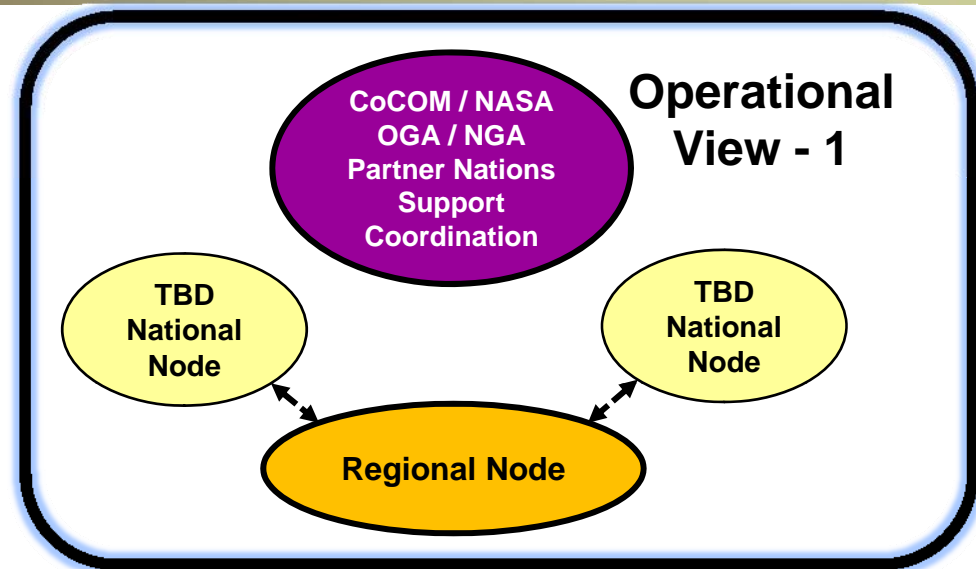 CoCOM / NASA
OGA / NGA
Partner Nations
Support
Coordination
Operational
View - 1
TBD
National
Node
TBD
National
Node
Regional Node